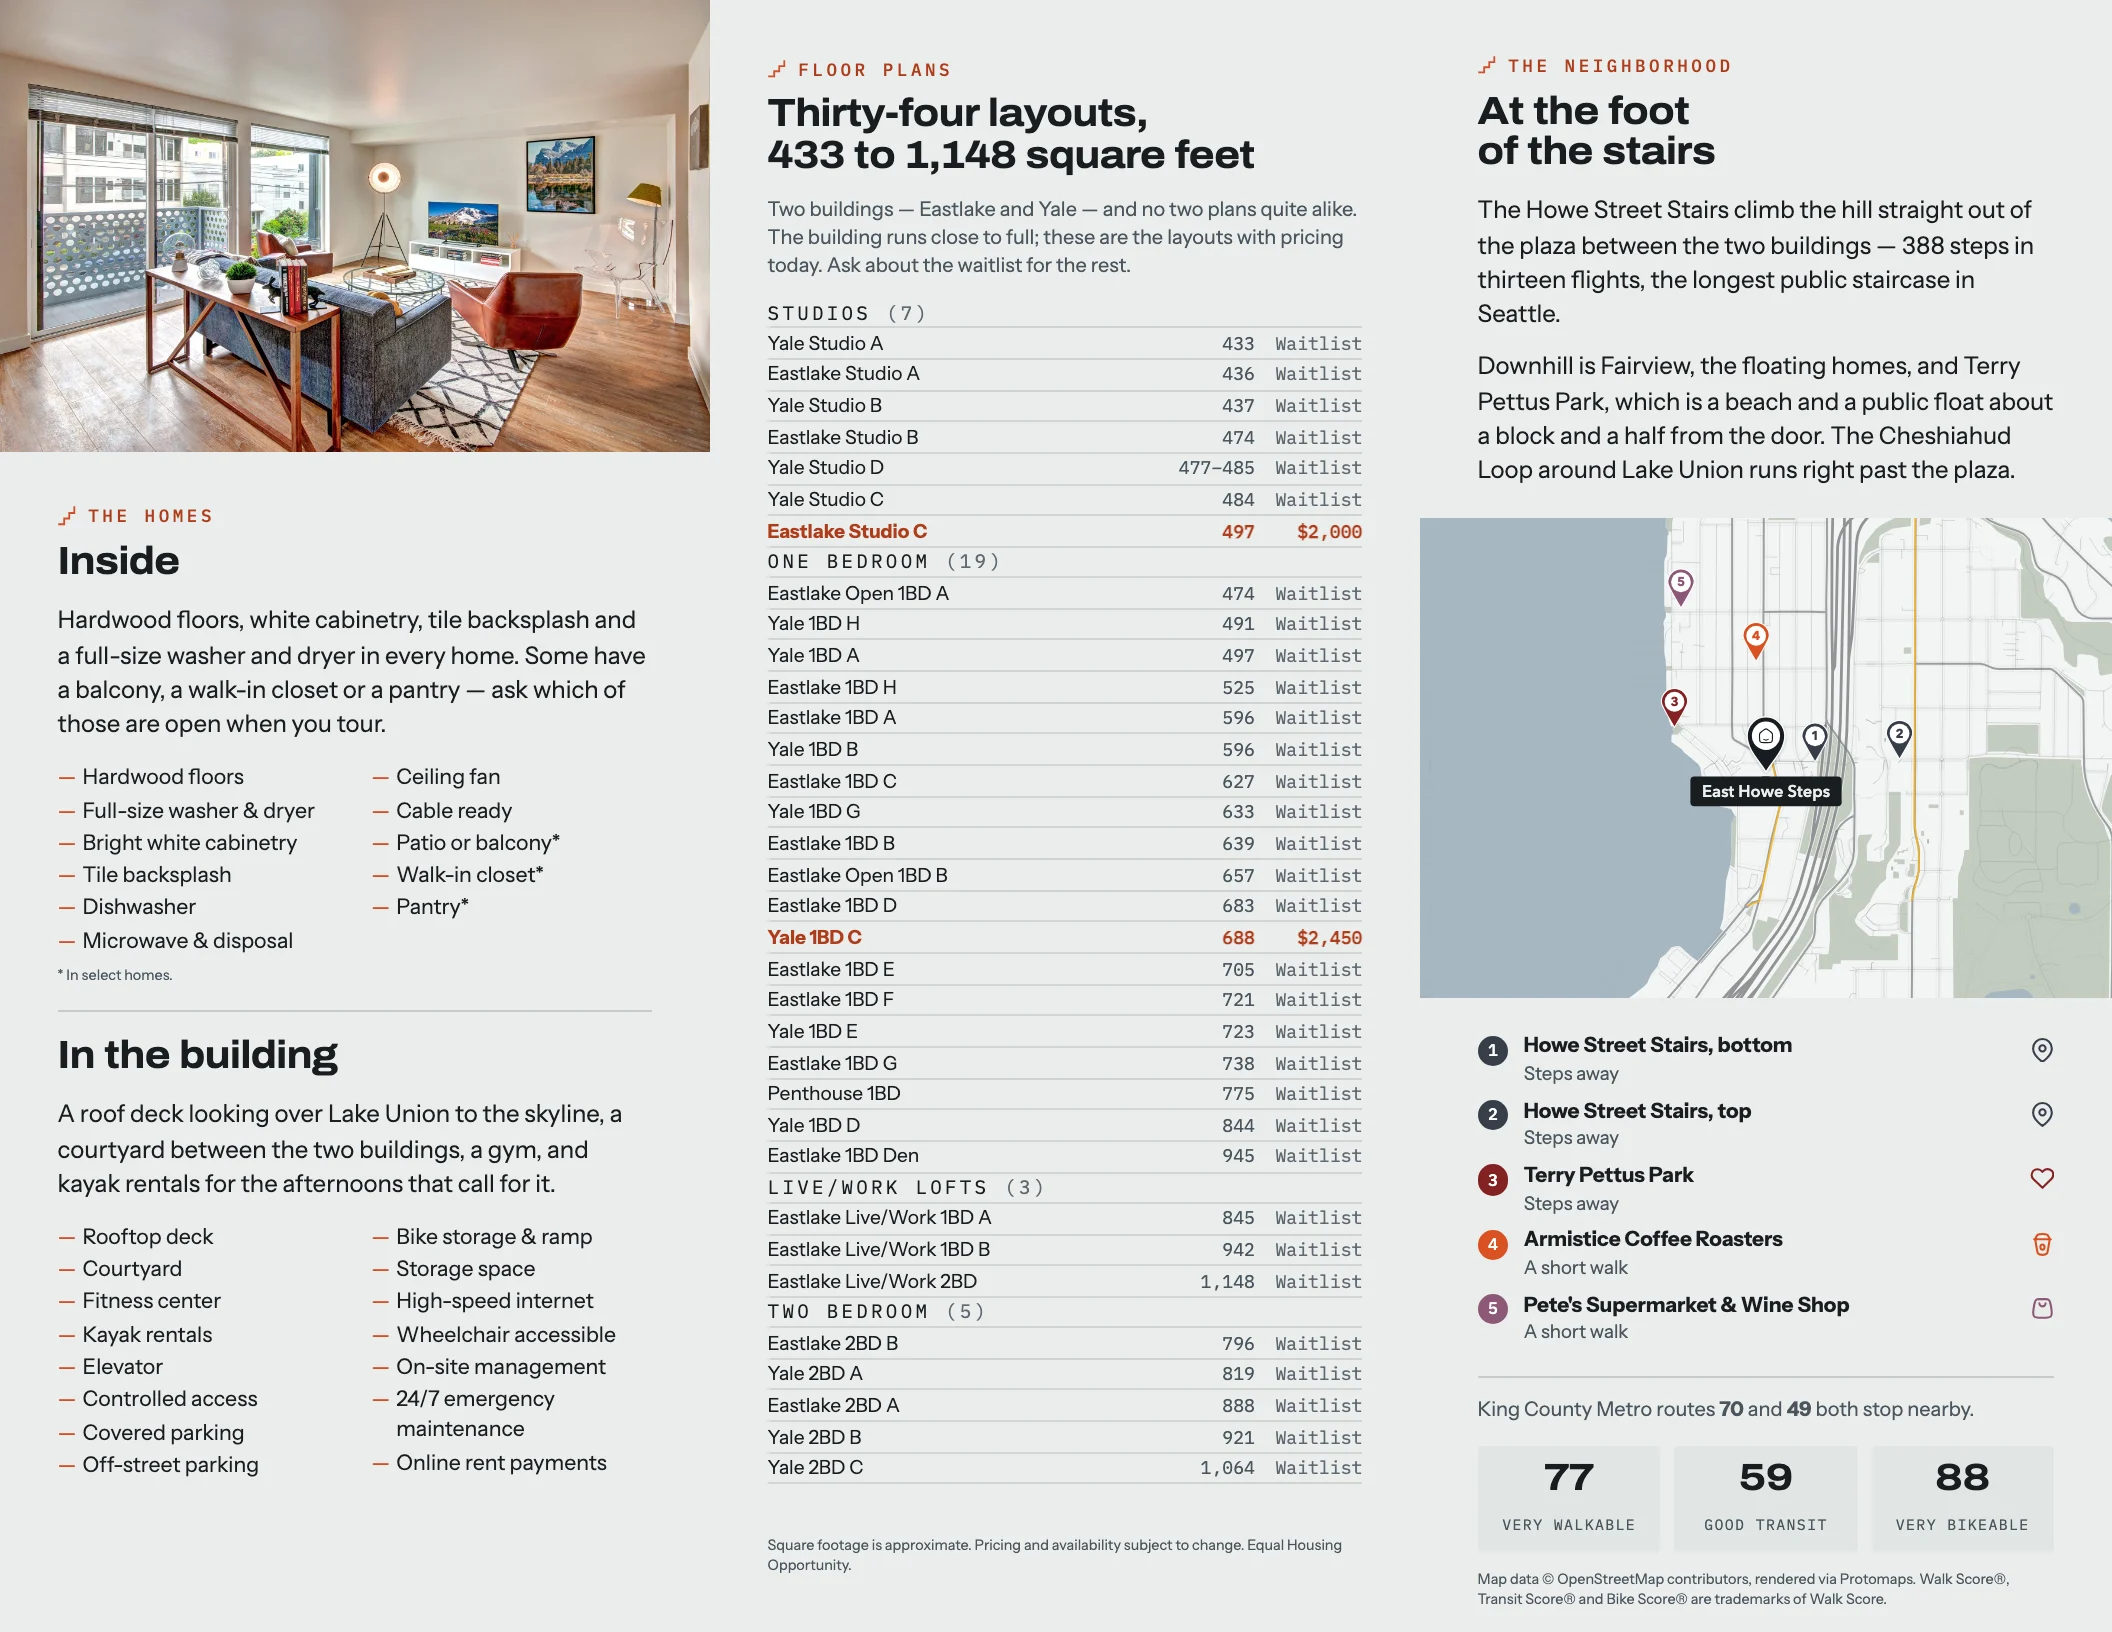 THE HOMES
Inside
Hardwood floors, white cabinetry, tile backsplash and
a full-size washer and dryer in every home. Some have
a balcony, a walk-in closet or a pantry — ask which of
those are open when you tour.
— Hardwood floors
— Full-size washer & dryer
— Bright white cabinetry
— Tile backsplash
— Dishwasher
— Microwave & disposal
— Ceiling fan
— Cable ready
— Patio or balcony*
— Walk-in closet*
— Pantry*
* In select homes.
In the building
A roof deck looking over Lake Union to the skyline, a
courtyard between the two buildings, a gym, and
kayak rentals for the afternoons that call for it.
— Rooftop deck
— Courtyard
— Fitness center
— Kayak rentals
— Elevator
— Controlled access
— Covered parking
— Off-street parking
— Bike storage & ramp
— Storage space
— High-speed internet
— Wheelchair accessible
— On-site management
— 24/7 emergency
maintenance
— Online rent payments
FLOOR PLANS
Thirty-four layouts,
433 to 1,148 square feet
Two buildings — Eastlake and Yale — and no two plans quite alike.
The building runs close to full; these are the layouts with pricing
today. Ask about the waitlist for the rest.
STUDIOS (7)
Yale Studio A 433 Waitlist
Eastlake Studio A 436 Waitlist
Yale Studio B 437 Waitlist
Eastlake Studio B 474 Waitlist
Yale Studio D 477–485 Waitlist
Yale Studio C 484 Waitlist
Eastlake Studio C 497 $2,000
ONE BEDROOM (19)
Eastlake Open 1BD A 474 Waitlist
Yale 1BD H 491 Waitlist
Yale 1BD A 497 Waitlist
Eastlake 1BD H 525 Waitlist
Eastlake 1BD A 596 Waitlist
Yale 1BD B 596 Waitlist
Eastlake 1BD C 627 Waitlist
Yale 1BD G 633 Waitlist
Eastlake 1BD B 639 Waitlist
Eastlake Open 1BD B 657 Waitlist
Eastlake 1BD D 683 Waitlist
Yale 1BD C 688 $2,450
Eastlake 1BD E 705 Waitlist
Eastlake 1BD F 721 Waitlist
Yale 1BD E 723 Waitlist
Eastlake 1BD G 738 Waitlist
Penthouse 1BD 775 Waitlist
Yale 1BD D 844 Waitlist
Eastlake 1BD Den 945 Waitlist
LIVE/WORK LOFTS (3)
Eastlake Live/Work 1BD A 845 Waitlist
Eastlake Live/Work 1BD B 942 Waitlist
Eastlake Live/Work 2BD 1,148 Waitlist
TWO BEDROOM (5)
Eastlake 2BD B 796 Waitlist
Yale 2BD A 819 Waitlist
Eastlake 2BD A 888 Waitlist
Yale 2BD B 921 Waitlist
Yale 2BD C 1,064 Waitlist
Square footage is approximate. Pricing and availability subject to change. Equal Housing
Opportunity.
THE NEIGHBORHOOD
At the foot
of the stairs
The Howe Street Stairs climb the hill straight out of
the plaza between the two buildings — 388 steps in
thirteen flights, the longest public staircase in
Seattle.
Downhill is Fairview, the floating homes, and Terry
Pettus Park, which is a beach and a public float about
a block and a half from the door. The Cheshiahud
Loop around Lake Union runs right past the plaza.
5
4
3
1
2
East Howe Steps
1 Howe Street Stairs, bottom
Steps away
2 Howe Street Stairs, top
Steps away
3 Terry Pettus Park
Steps away
4 Armistice Coffee Roasters
A short walk
5 Pete's Supermarket & Wine Shop
A short walk
King County Metro routes 70 and 49 both stop nearby.
77
VERY WALKABLE
59
GOOD TRANSIT
88
VERY BIKEABLE
Map data © OpenStreetMap contributors, rendered via Protomaps. Walk Score®,
Transit Score® and Bike Score® are trademarks of Walk Score.